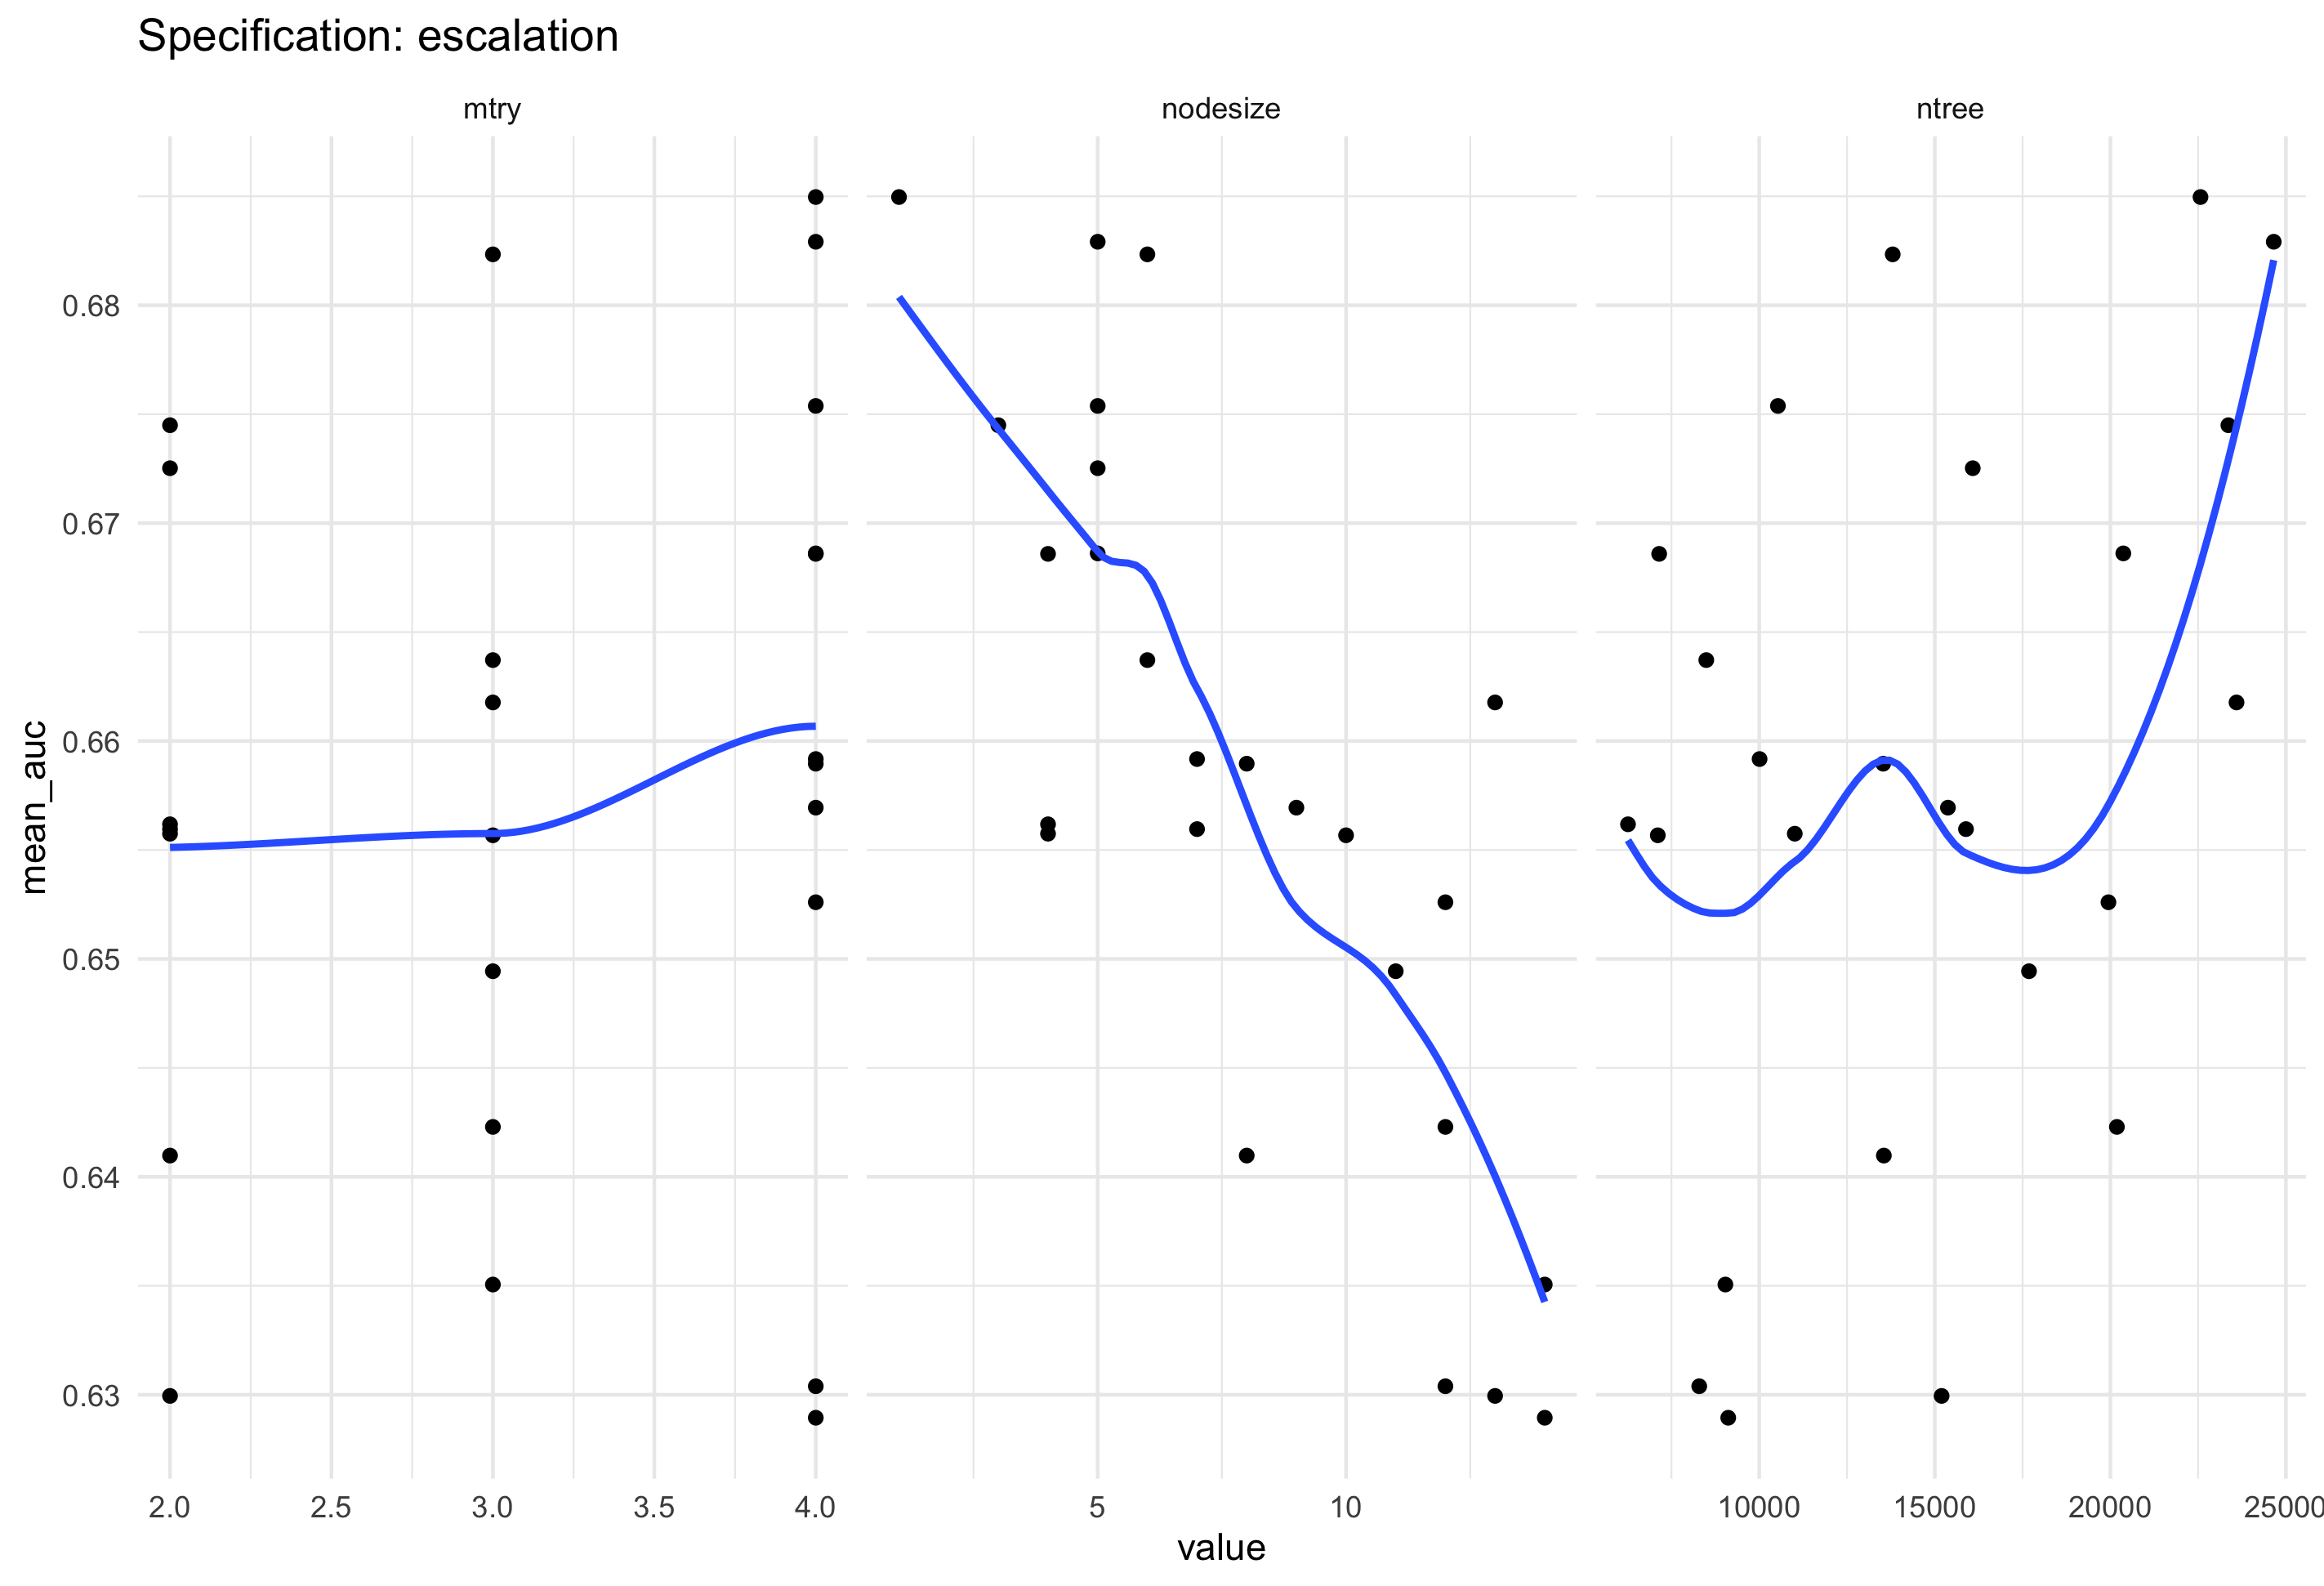 Specification: escalation
mtry
nodesize
ntree
mean_auc
0.68
0.67
0.66
0.65
0.64
0.63
2.0 2.5 3.0 3.5 4.0
5 10
10000 15000 20000 25000
value